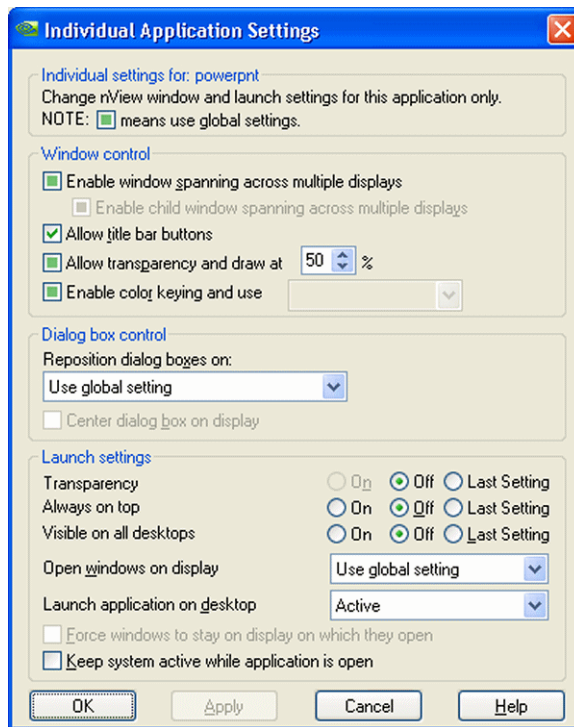 Individual Application Settings
Individual settings for: powerpnt
Change nView window and launch settings for this application only.
NOTE: means use global settings.
Window control
Enable window spanning across multiple displays
Enable child window spanning across multiple displays
Allow title bar buttons
Allow transparency and draw at 50 %
Enable color keying and use
Dialog box control
Reposition dialog boxes on:
Use global setting
Center dialog box on display
Launch settings
Transparency On Off Last Setting
Always on top On Off Last Setting
Visible on all desktops On Off Last Setting
Open windows on display Use global setting
Launch application on desktop Active
Force windows to stay on display on which they open
Keep system active while application is open
OK Apply Cancel Help